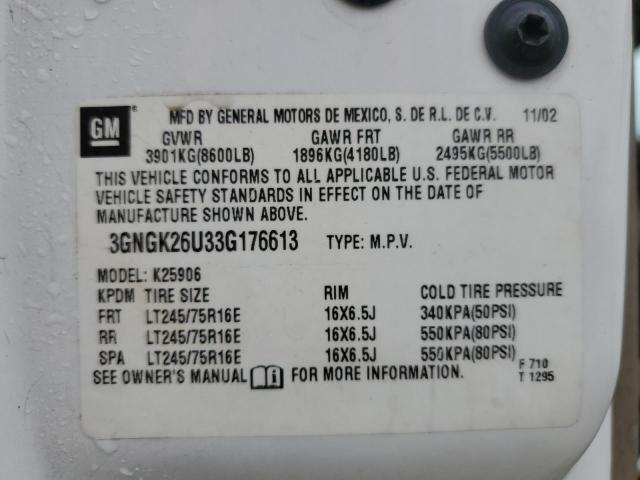 GM
MFD BY GENERAL MOTORS DE MEXICO, S. DE R.L. DE C.V. 11/02
GVWR GAWR FRT GAWR RR
3901KG(8600LB) 1896KG(4180LB) 2495KG(5500LB)
THIS VEHICLE CONFORMS TO ALL APPLICABLE U.S. FEDERAL MOTOR
VEHICLE SAFETY STANDARDS IN EFFECT ON THE DATE OF
MANUFACTURE SHOWN ABOVE.
3GNGK26U33G176613 TYPE: M.P.V.
MODEL: K25906
KPDM TIRE SIZE RIM COLD TIRE PRESSURE
FRT LT245/75R16E 16X6.5J 340KPA(50PSI)
RR LT245/75R16E 16X6.5J 550KPA(80PSI)
SPA LT245/75R16E 16X6.5J 550KPA(80PSI)
SEE OWNER'S MANUAL FOR MORE INFORMATION.
F 710
T 1295